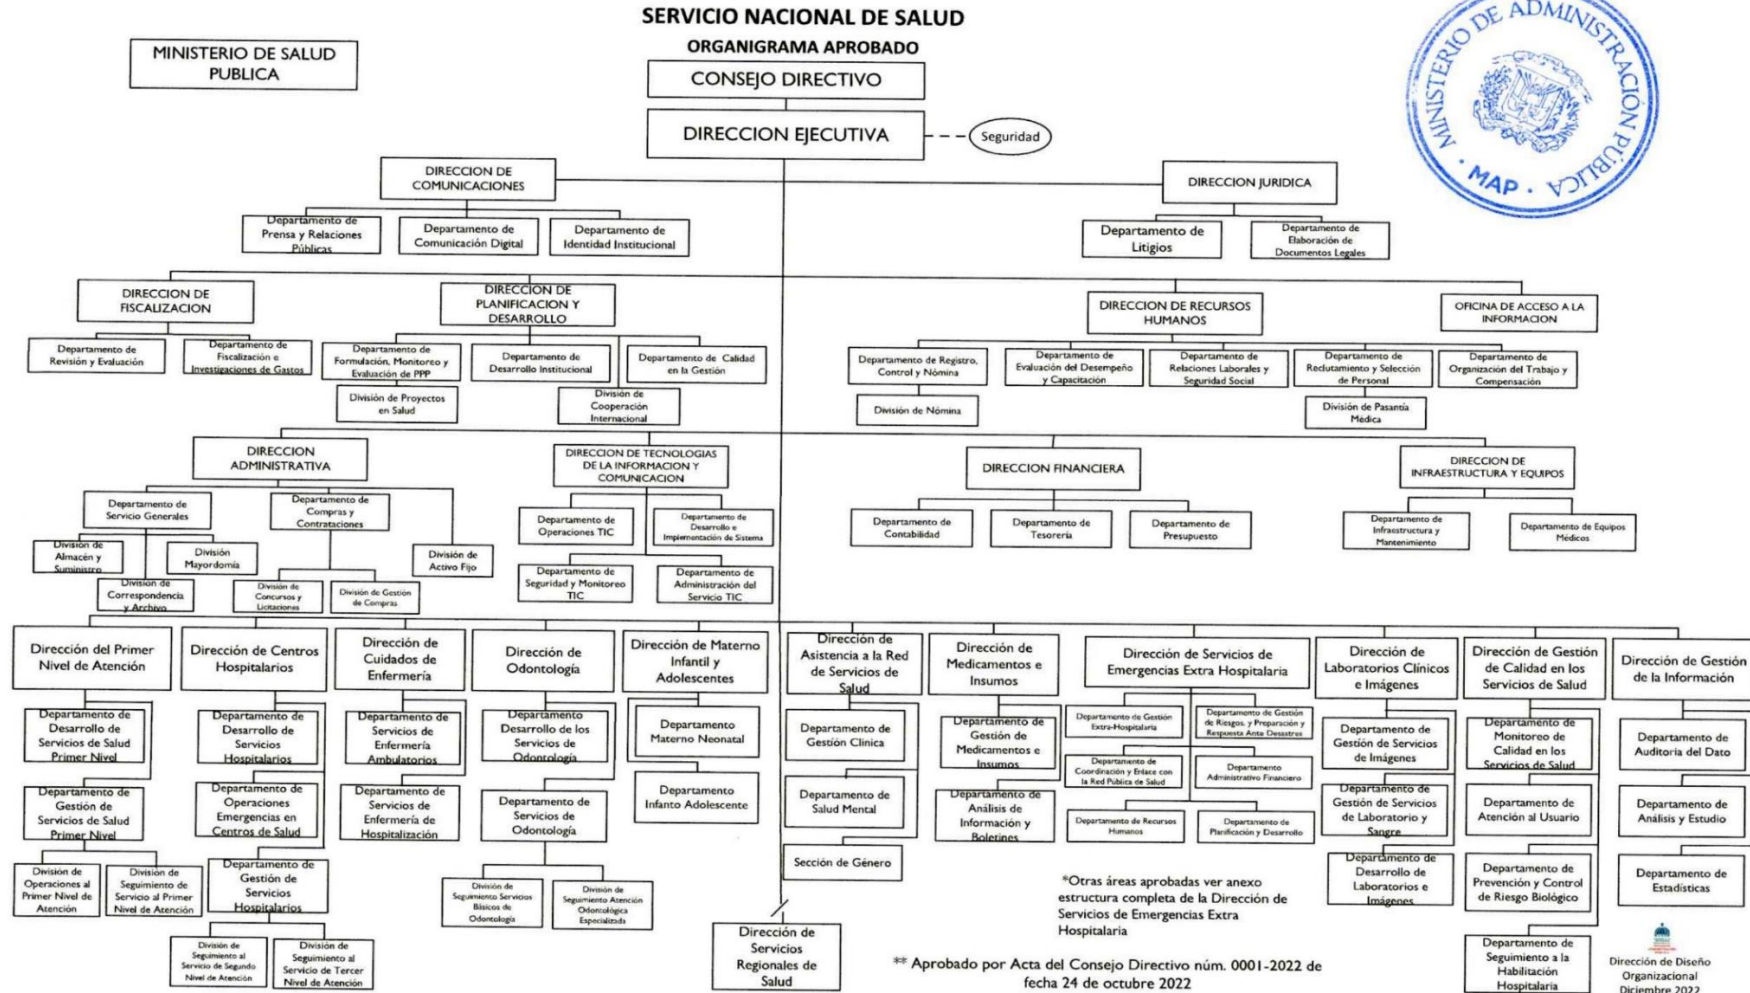 SERVICIO NACIONAL DE SALUD
ORGANIGRAMA APROBADO
MINISTERIO DE SALUD
PUBLICA
CONSEJO DIRECTIVO
DIRECCION EJECUTIVA
Seguridad
MINISTERIO DE ADMINISTRACIÓN PÚBLICA
· MAP ·
DIRECCION DE
COMUNICACIONES
DIRECCION JURIDICA
Departamento de
Prensa y Relaciones
Públicas
Departamento de
Comunicación Digital
Departamento de
Identidad Institucional
Departamento de
Litigios
Departamento de
Elaboración de
Documentos Legales
DIRECCION DE
FISCALIZACION
DIRECCION DE
PLANIFICACION Y
DESARROLLO
DIRECCION DE RECURSOS
HUMANOS
OFICINA DE ACCESO A LA
INFORMACION
Departamento de
Revisión y Evaluación
Departamento de
Fiscalización e
Investigaciones de Gastos
Departamento de
Formulación, Monitoreo y
Evaluación de PPP
Departamento de
Desarrollo Institucional
Departamento de Calidad
en la Gestión
División de Proyectos
en Salud
División de
Cooperación
Internacional
Departamento de Registro,
Control y Nómina
Departamento de
Evaluación del Desempeño
y Capacitación
Departamento de
Relaciones Laborales y
Seguridad Social
Departamento de
Reclutamiento y Selección
de Personal
Departamento de
Organización del Trabajo y
Compensación
División de Nómina
División de Pasantía
Médica
DIRECCION
ADMINISTRATIVA
DIRECCION DE TECNOLOGIAS
DE LA INFORMACION Y
COMUNICACION
DIRECCION FINANCIERA
DIRECCION DE
INFRAESTRUCTURA Y EQUIPOS
Departamento de
Servicio Generales
Departamento de
Compras y
Contrataciones
División de
Almacén y
Suministro
División
Mayordomía
División de
Activo Fijo
División de
Correspondencia
y Archivo
División de
Concursos y
Licitaciones
División de Gestión
de Compras
Departamento de
Operaciones TIC
Departamento de
Desarrollo e
Implementación de Sistema
Departamento de
Seguridad y Monitoreo
TIC
Departamento de
Administración del
Servicio TIC
Departamento de
Contabilidad
Departamento de
Tesorería
Departamento de
Presupuesto
Departamento de
Infraestructura y
Mantenimiento
Departamento de Equipos
Médicos
Dirección del Primer
Nivel de Atención
Dirección de Centros
Hospitalarios
Dirección de
Cuidados de
Enfermería
Dirección de
Odontología
Dirección de Materno
Infantil y
Adolescentes
Dirección de
Asistencia a la Red
de Servicios de
Salud
Dirección de
Medicamentos e
Insumos
Dirección de Servicios de
Emergencias Extra Hospitalaria
Dirección de
Laboratorios Clínicos
e Imágenes
Dirección de Gestión
de Calidad en los
Servicios de Salud
Dirección de Gestión
de la Información
Departamento de
Desarrollo de
Servicios de Salud
Primer Nivel
Departamento de
Gestión de
Servicios de Salud
Primer Nivel
División de
Operaciones al
Primer Nivel de
Atención
División de
Seguimiento de
Servicio al Primer
Nivel de Atención
Departamento de
Desarrollo de
Servicios
Hospitalarios
Departamento de
Operaciones
Emergencias en
Centros de Salud
Departamento de
Gestión de
Servicios
Hospitalarios
División de
Seguimiento al
Servicio de Segundo
Nivel de Atención
División de
Seguimiento al
Servicio de Tercer
Nivel de Atención
Departamento de
Servicios de
Enfermería
Ambulatorios
Departamento de
Servicios de
Enfermería de
Hospitalización
Departamento
Desarrollo de los
Servicios de
Odontología
Departamento de
Servicios de
Odontología
División de
Seguimiento Servicios
Básicos de
Odontología
División de
Seguimiento Atención
Odontológica
Especializada
Departamento
Materno Neonatal
Departamento
Infanto Adolescente
Departamento de
Gestión Clínica
Departamento de
Salud Mental
Sección de Género
Departamento de
Gestión de
Medicamentos e
Insumos
Departamento de
Análisis de
Información y
Boletines
Departamento de Gestión
Extra-Hospitalaria
Departamento de Gestión
de Riesgos. y Preparación y
Respuesta Ante Desastres
Departamento de
Coordinación y Enlace con
la Red Publica de Salud
Departamento
Administrativo Financiero
Departamento de Recursos
Humanos
Departamento de
Planificación y Desarrollo
Departamento de
Gestión de Servicios
de Imágenes
Departamento de
Gestión de Servicios
de Laboratorio y
Sangre
Departamento de
Desarrollo de
Laboratorios e
Imágenes
Departamento de
Monitoreo de
Calidad en los
Servicios de Salud
Departamento de
Atención al Usuario
Departamento de
Prevención y Control
de Riesgo Biológico
Departamento de
Seguimiento a la
Habilitación
Hospitalaria
Departamento de
Auditoria del Dato
Departamento de
Análisis y Estudio
Departamento de
Estadísticas
Dirección de
Servicios
Regionales de
Salud
*Otras áreas aprobadas ver anexo
estructura completa de la Dirección de
Servicios de Emergencias Extra
Hospitalaria
** Aprobado por Acta del Consejo Directivo núm. 0001-2022 de
fecha 24 de octubre 2022
Dirección de Diseño
Organizacional
Diciembre 2022